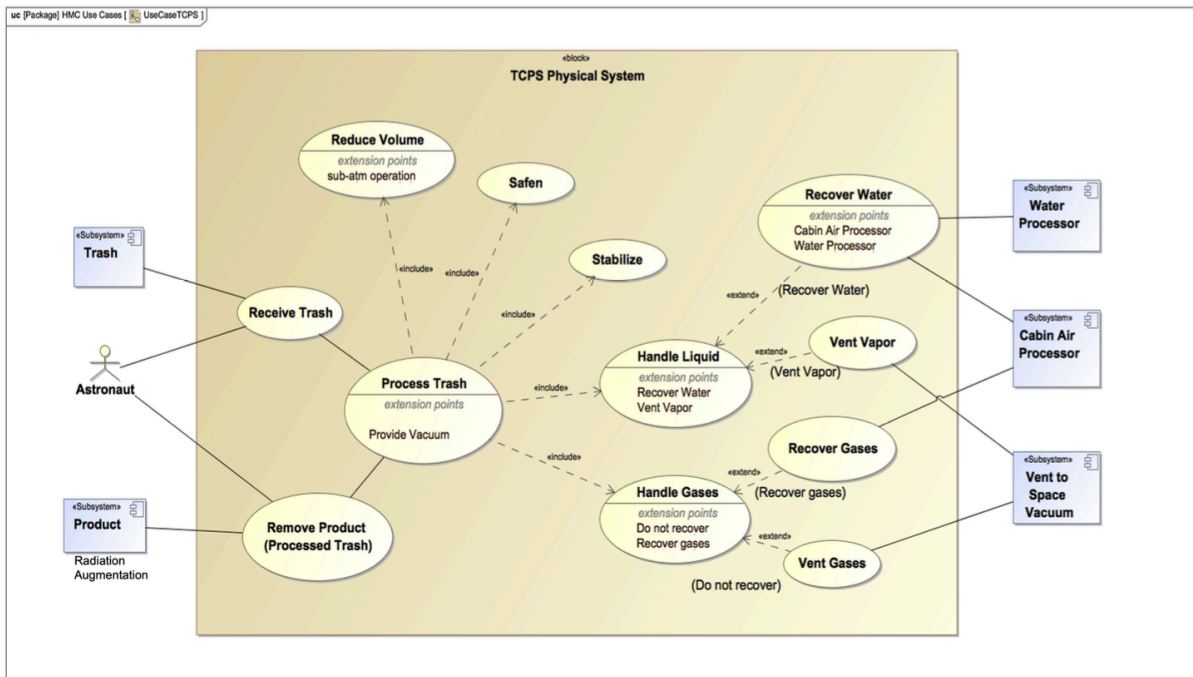 uc [Package] HMC Use Cases [ UseCaseTCPS ]
«block»
TCPS Physical System
Reduce Volume
extension points
sub-atm operation
Safen
Stabilize
Recover Water
extension points
Cabin Air Processor
Water Processor
«Subsystem»
Water
Processor
«Subsystem»
Trash
«include»
«include»
«include»
«extend»
(Recover Water)
Receive Trash
«Subsystem»
Cabin Air
Processor
Astronaut
Process Trash
extension points
Provide Vacuum
«include»
Handle Liquid
extension points
Recover Water
Vent Vapor
«extend»
(Vent Vapor)
Vent Vapor
«include»
Recover Gases
«extend»
(Recover gases)
«Subsystem»
Vent to
Space
Vacuum
Handle Gases
extension points
Do not recover
Recover gases
«extend»
Vent Gases
(Do not recover)
«Subsystem»
Product
Radiation
Augmentation
Remove Product
(Processed Trash)